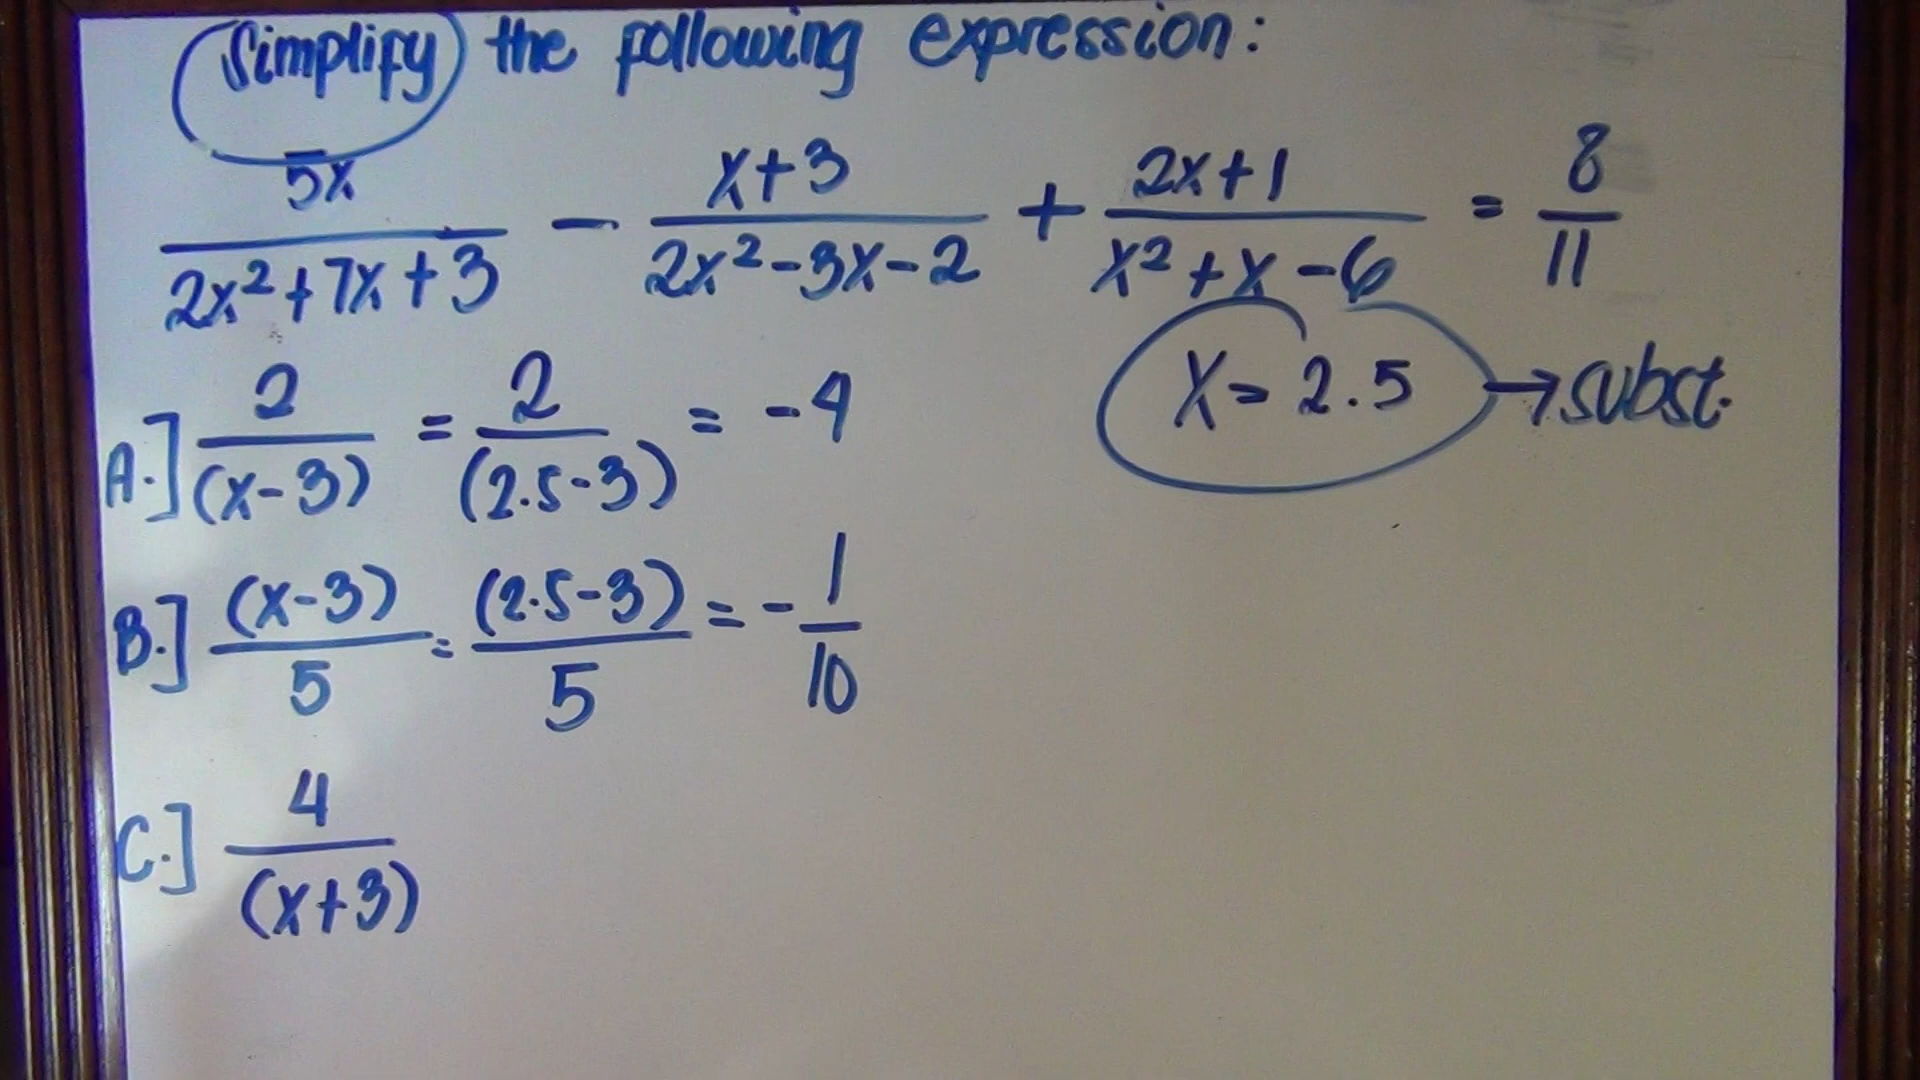 Simplify the following expression:
5x/(2x²+7x+3) - (x+3)/(2x²-3x-2) + (2x+1)/(x²+x-6) = 8/11
x = 2.5 → subst.
A.] 2/(x-3) = 2/(2.5-3) = -4
B.] (x-3)/5 = (2.5-3)/5 = -1/10
C.] 4/(x+3)